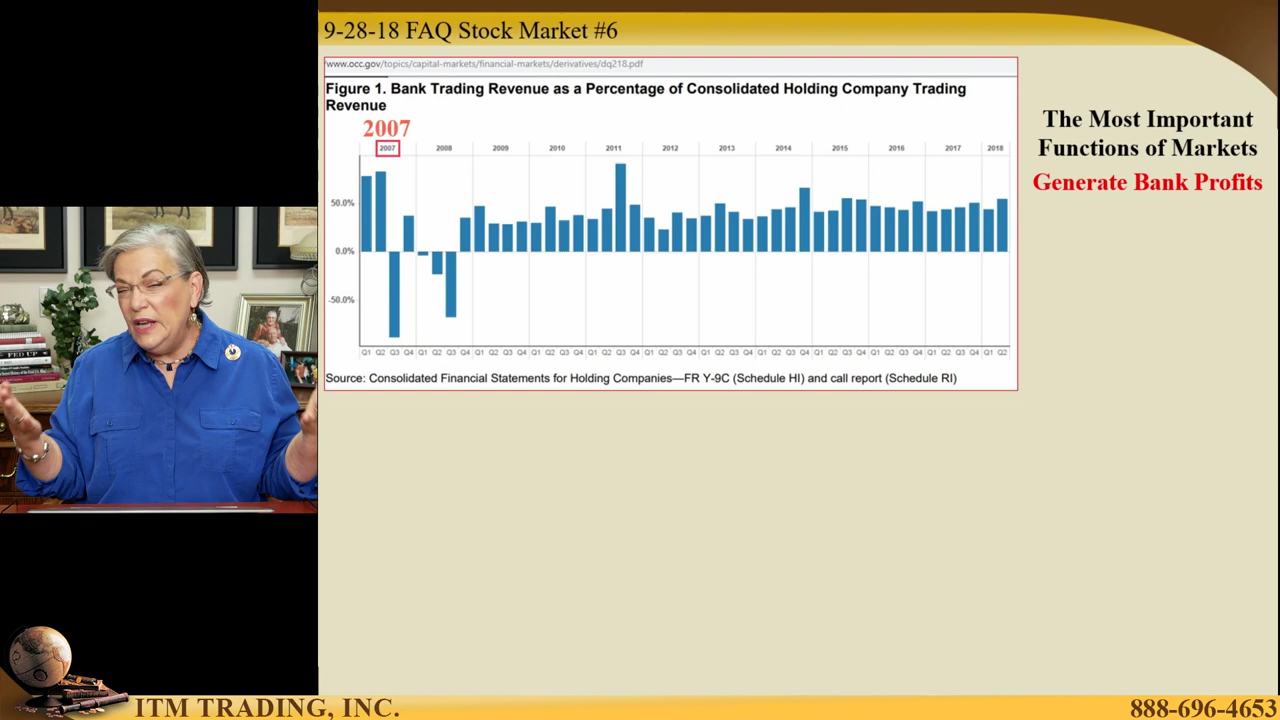 9-28-18 FAQ Stock Market #6
www.occ.gov/topics/capital-markets/financial-markets/derivatives/dq218.pdf
Figure 1. Bank Trading Revenue as a Percentage of Consolidated Holding Company Trading
Revenue
2007
2007 2008 2009 2010 2011 2012 2013 2014 2015 2016 2017 2018
50.0%
0.0%
-50.0%
Q1 Q2 Q3 Q4 Q1 Q2 Q3 Q4 Q1 Q2 Q3 Q4 Q1 Q2 Q3 Q4 Q1 Q2 Q3 Q4 Q1 Q2 Q3 Q4 Q1 Q2 Q3 Q4 Q1 Q2 Q3 Q4 Q1 Q2 Q3 Q4 Q1 Q2 Q3 Q4 Q1 Q2 Q3 Q4 Q1 Q2
Source: Consolidated Financial Statements for Holding Companies—FR Y-9C (Schedule HI) and call report (Schedule RI)
The Most Important
Functions of Markets
Generate Bank Profits
FED UP
ITM TRADING, INC.
888-696-4653